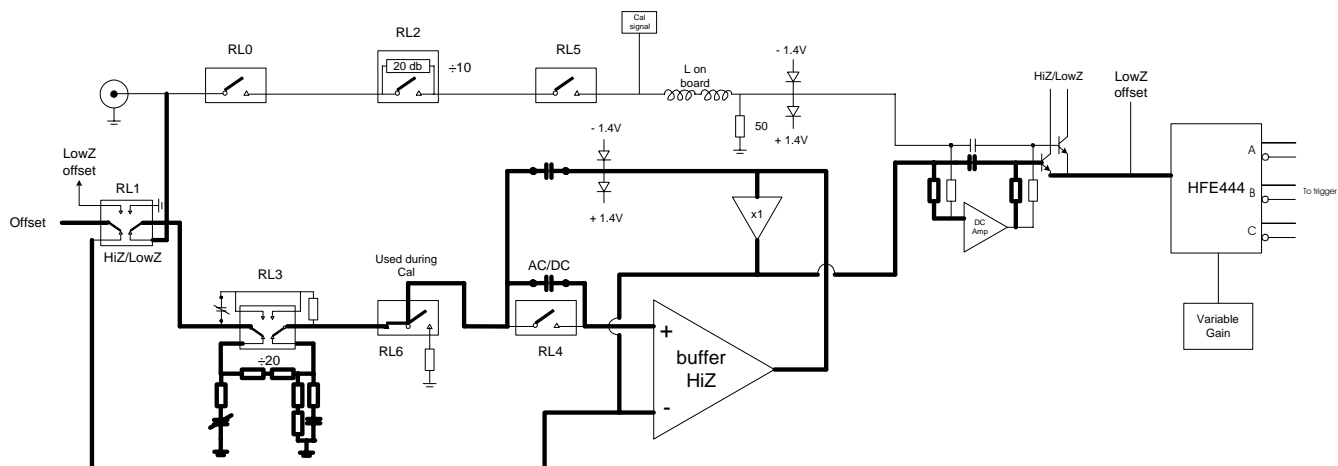 Cal
signal
RL0
RL2
RL5
20 db
÷10
L on
board
- 1.4V
+ 1.4V
50
HiZ/LowZ
LowZ
offset
LowZ
offset
RL1
Offset
HiZ/LowZ
- 1.4V
+ 1.4V
x1
DC
Amp
HFE444
A
B
C
To trigger
RL3
Used during
Cal
AC/DC
RL6
RL4
÷20
+
buffer
HiZ
-
Variable
Gain